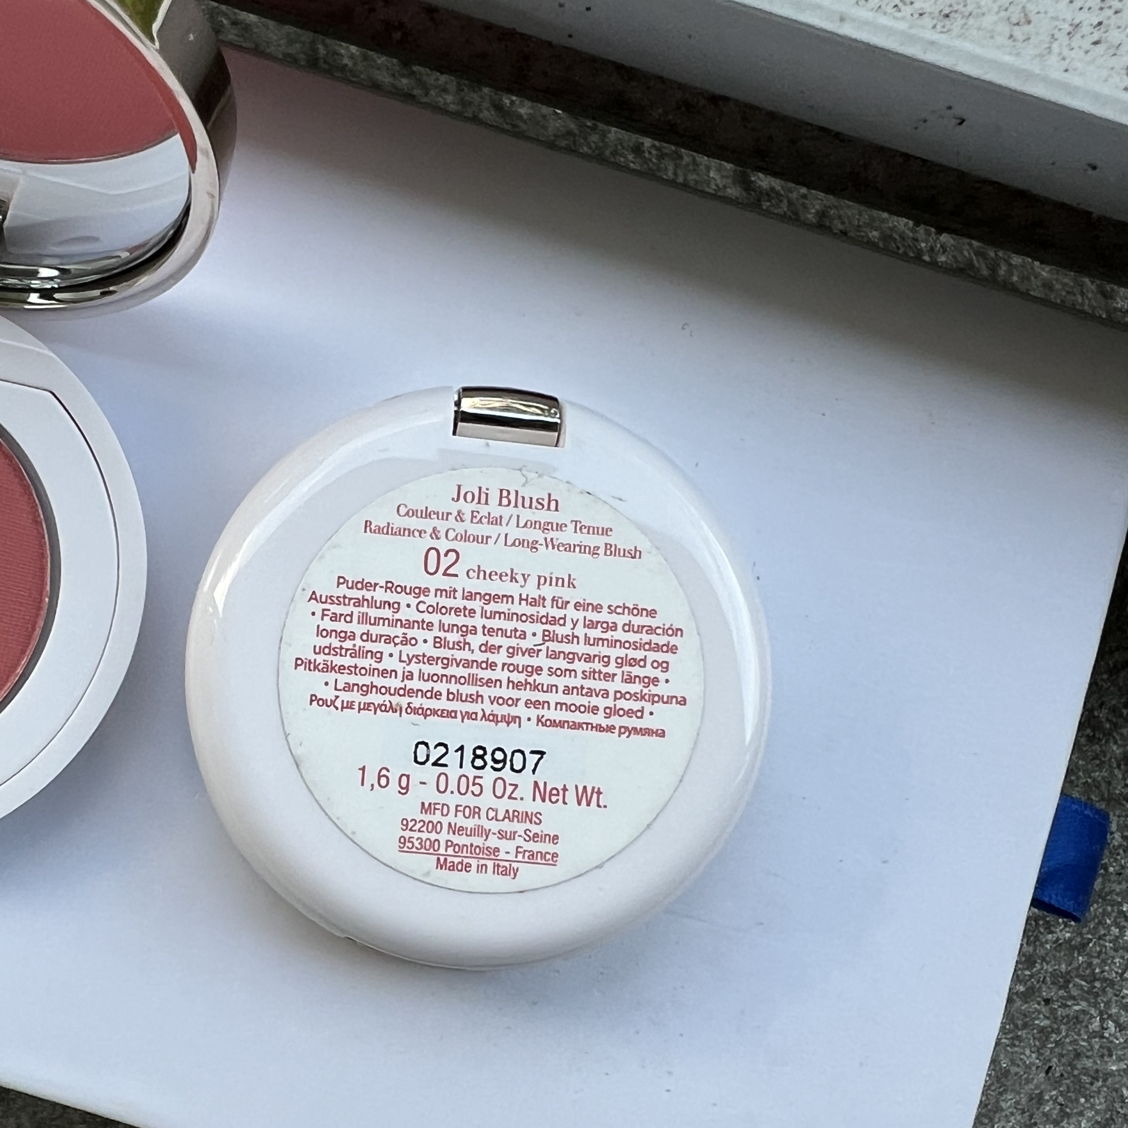 Joli Blush
Couleur & Eclat / Longue Tenue
Radiance & Colour / Long-Wearing Blush
02 cheeky pink
Puder-Rouge mit langem Halt für eine schöne
Ausstrahlung • Colorete luminosidad y larga duración
• Fard illuminante lunga tenuta • Blush luminosidade
longa duração • Blush, der giver langvarig glød og
udstråling • Lystergivande rouge som sitter länge •
Pitkäkestoinen ja luonnollisen hehkun antava poskipuna
• Langhoudende blush voor een mooie gloed •
Ρουζ με μεγάλη διάρκεια για λάμψη • Компактные румяна
0218907
1,6 g - 0.05 Oz. Net Wt.
MFD FOR CLARINS
92200 Neuilly-sur-Seine
95300 Pontoise - France
Made in Italy